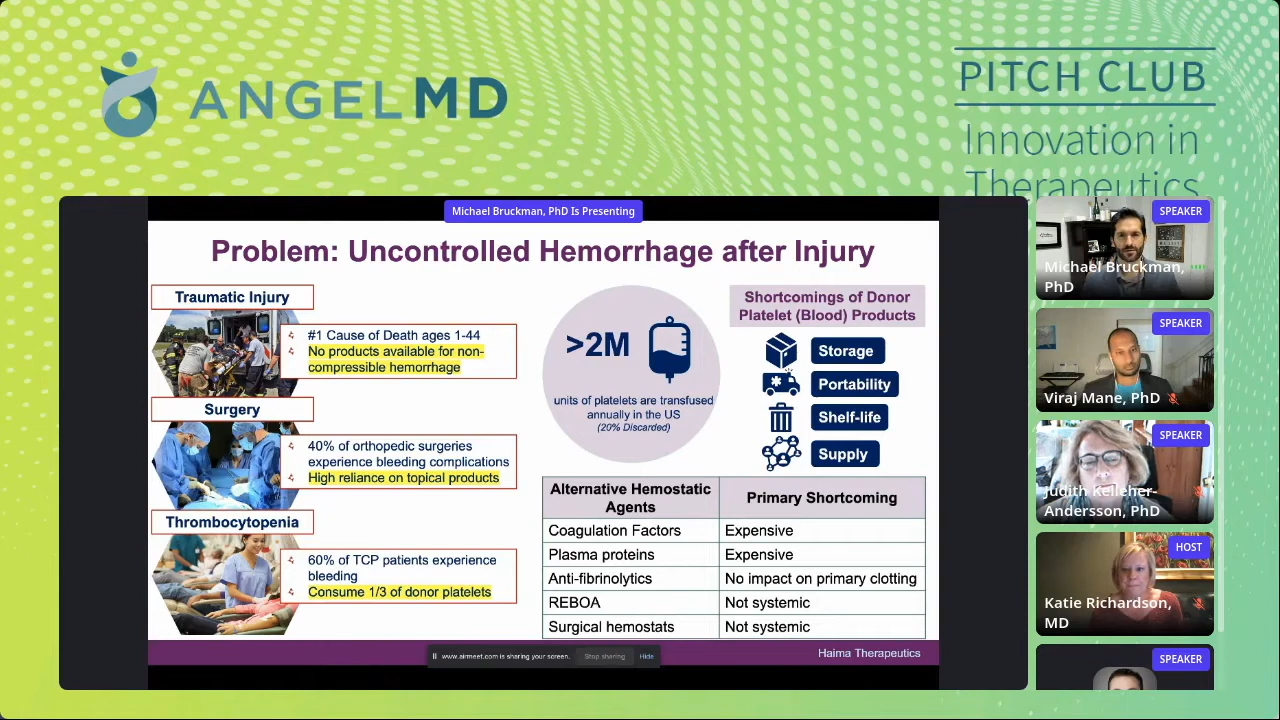 ANGELMD
PITCH CLUB
Innovation in
Therapeutics
Michael Bruckman, PhD Is Presenting
Problem: Uncontrolled Hemorrhage after Injury
Traumatic Injury
#1 Cause of Death ages 1-44
No products available for non-
compressible hemorrhage
Surgery
40% of orthopedic surgeries
experience bleeding complications
High reliance on topical products
Thrombocytopenia
60% of TCP patients experience
bleeding
Consume 1/3 of donor platelets
>2M
units of platelets are transfused
annually in the US
(20% Discarded)
Shortcomings of Donor
Platelet (Blood) Products
Storage
Portability
Shelf-life
Supply
Alternative Hemostatic
Agents
Primary Shortcoming
Coagulation Factors
Expensive
Plasma proteins
Expensive
Anti-fibrinolytics
No impact on primary clotting
REBOA
Not systemic
Surgical hemostats
Not systemic
Haima Therapeutics
www.airmeet.com is sharing your screen.
Stop sharing
Hide
SPEAKER
Michael Bruckman,
PhD
SPEAKER
Viraj Mane, PhD
SPEAKER
Judith Kelleher-
Andersson, PhD
HOST
Katie Richardson,
MD
SPEAKER